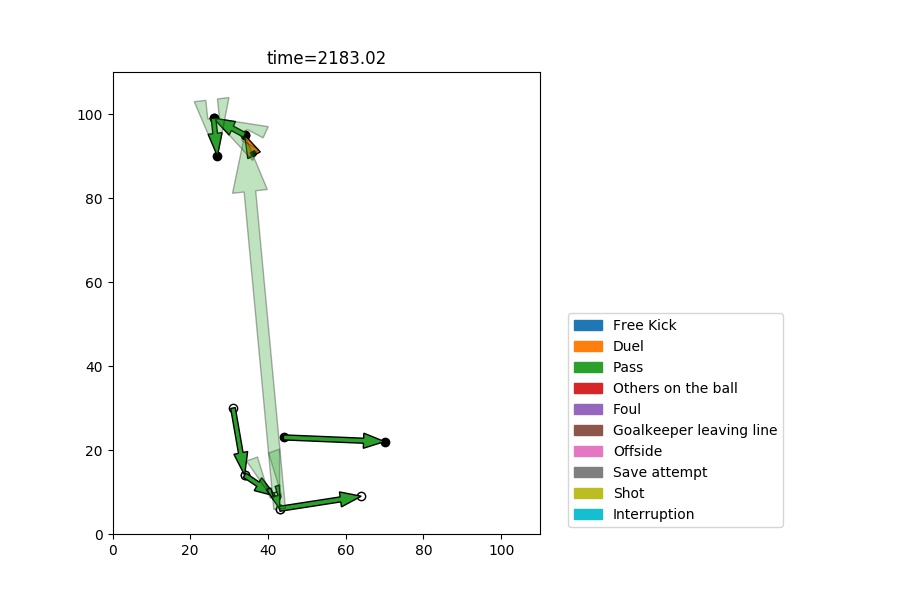 time=2183.02
100
80
60
40
20
0
0 20 40 60 80 100
Free Kick
Duel
Pass
Others on the ball
Foul
Goalkeeper leaving line
Offside
Save attempt
Shot
Interruption